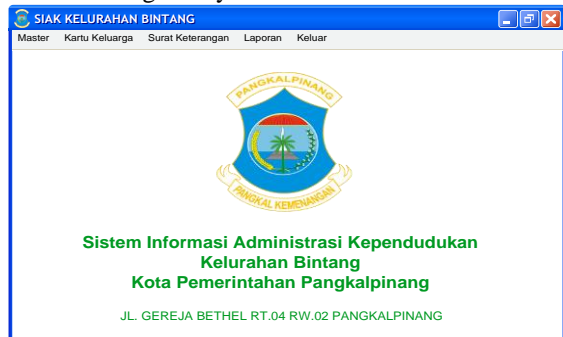 SIAK KELURAHAN BINTANG
Master Kartu Keluarga Surat Keterangan Laporan Keluar
PANGKALPINANG
PANGKAL KEMENANGAN
Sistem Informasi Administrasi Kependudukan
Kelurahan Bintang
Kota Pemerintahan Pangkalpinang
JL. GEREJA BETHEL RT.04 RW.02 PANGKALPINANG